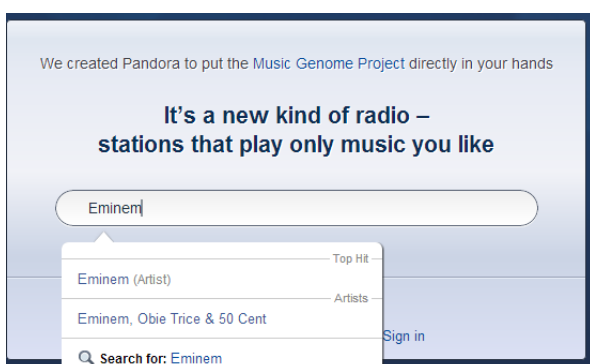 We created Pandora to put the Music Genome Project directly in your hands
It's a new kind of radio –
stations that play only music you like
Eminem
Top Hit
Eminem (Artist)
Artists
Eminem, Obie Trice & 50 Cent
Sign in
Search for: Eminem